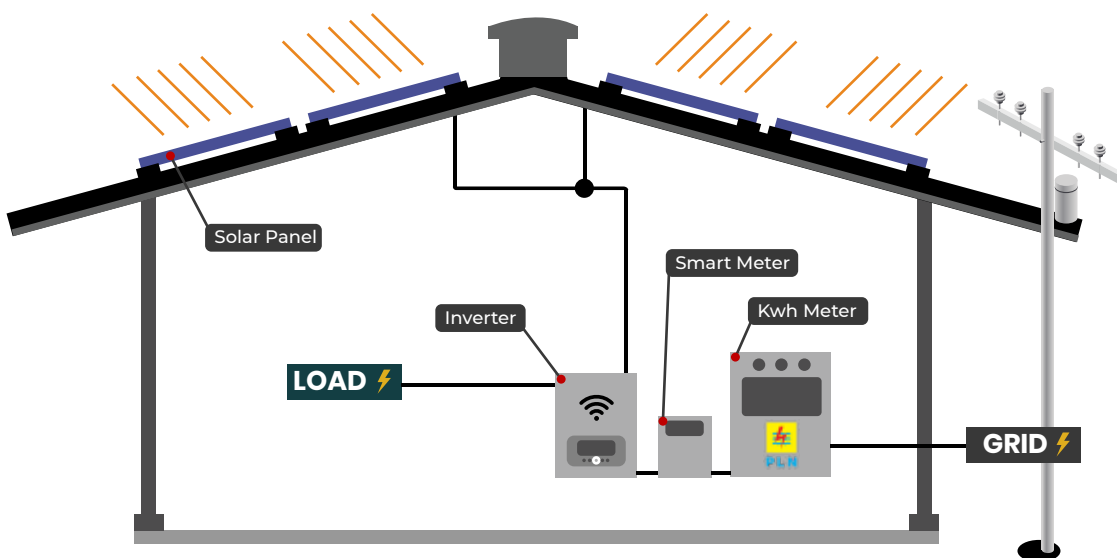 Solar Panel
Smart Meter
Inverter
Kwh Meter
LOAD
GRID
PLN